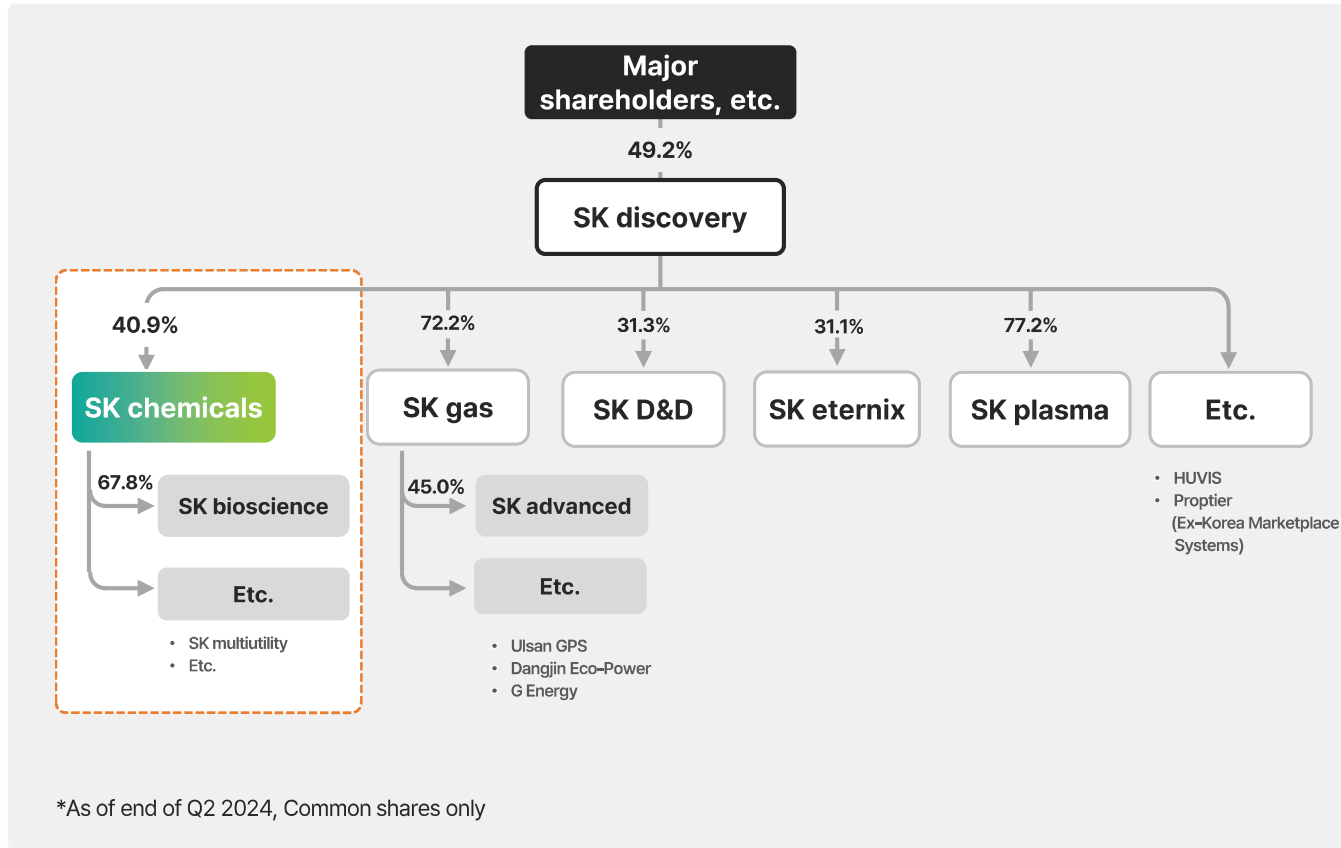 Major
shareholders, etc.
49.2%
SK discovery
40.9%
72.2%
31.3%
31.1%
77.2%
SK chemicals
SK gas
SK D&D
SK eternix
SK plasma
Etc.
67.8%
SK bioscience
Etc.
• SK multiutility
• Etc.
45.0%
SK advanced
Etc.
• Ulsan GPS
• Dangjin Eco-Power
• G Energy
• HUVIS
• Proptier
(Ex-Korea Marketplace
Systems)
*As of end of Q2 2024, Common shares only